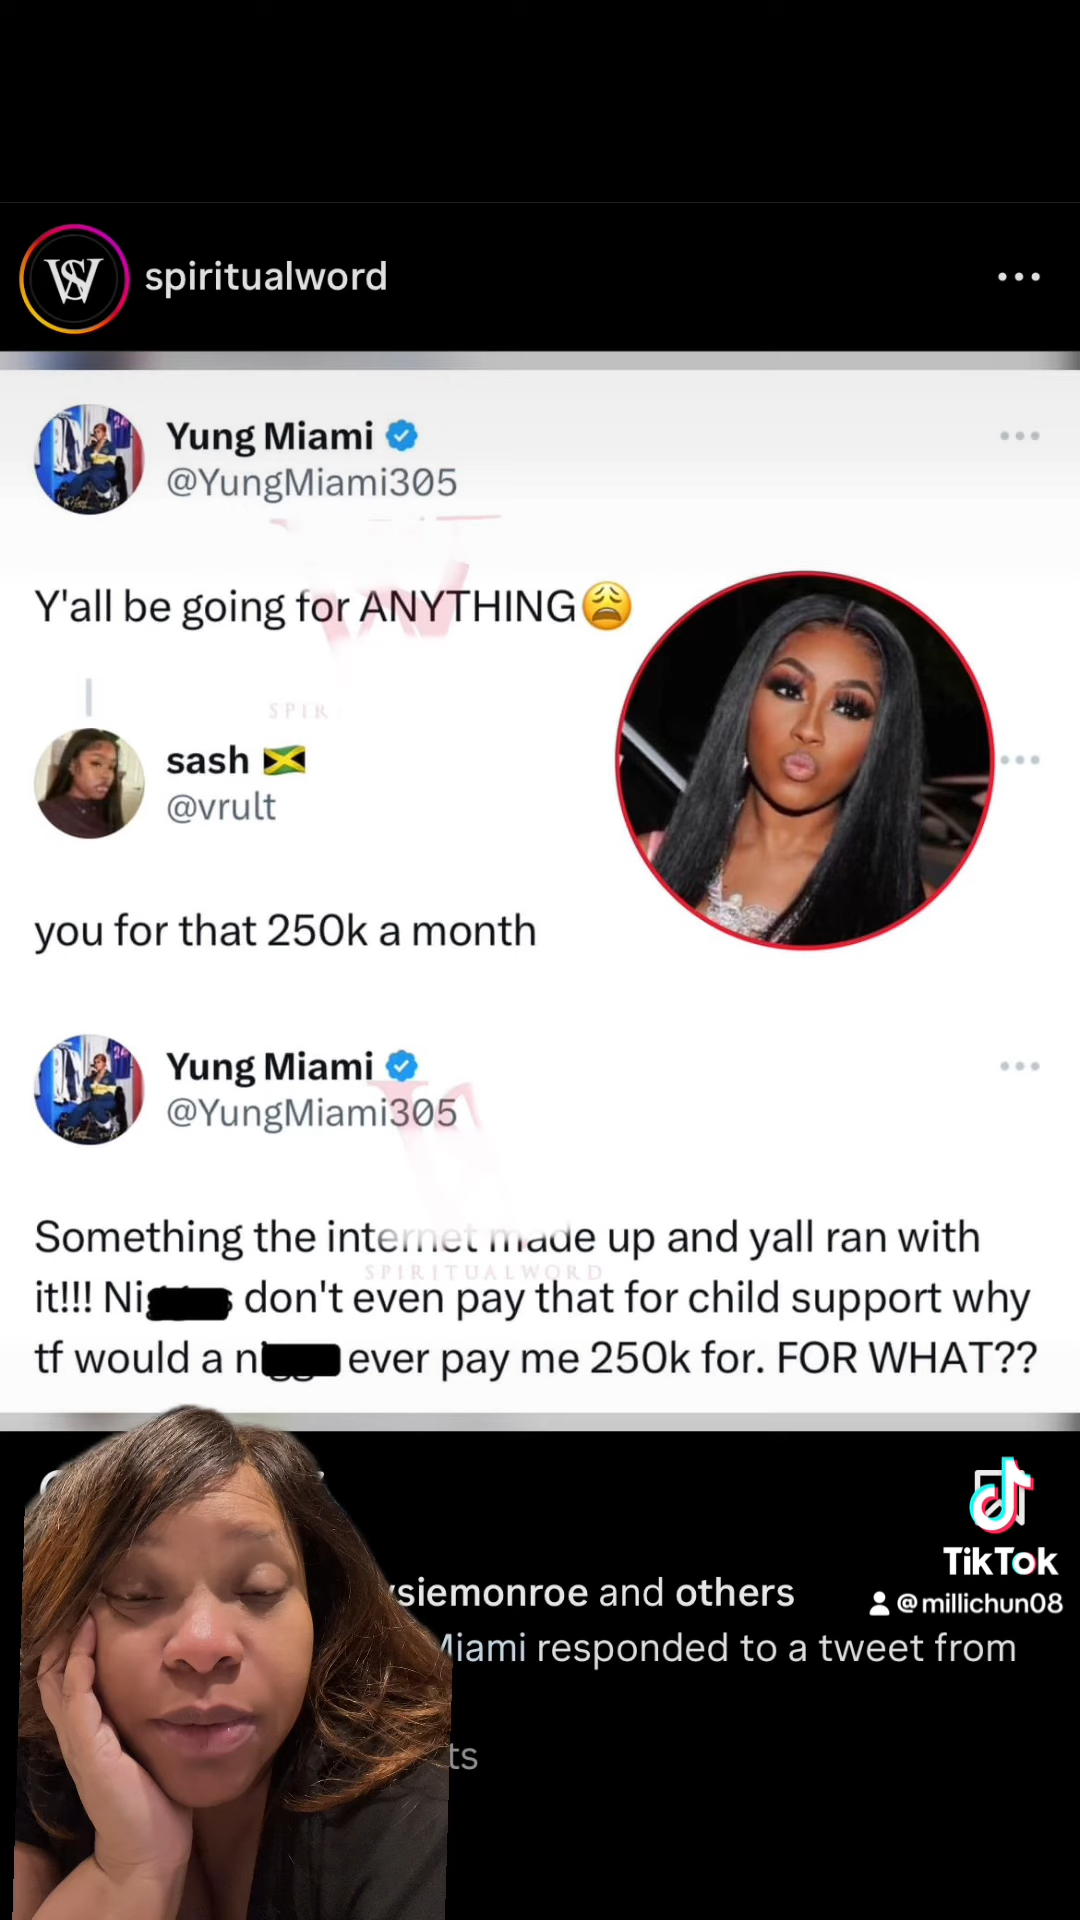 spiritualword
Yung Miami
@YungMiami305
Y'all be going for ANYTHING😩
SPIR
sash 🇯🇲
@vrult
you for that 250k a month
Yung Miami
@YungMiami305
Something the internet made up and yall ran with
SPIRITUALWORD
it!!! Ni s don't even pay that for child support why
tf would a n ever pay me 250k for. FOR WHAT??
TikTok
@millichun08
siemonroe and others
Miami responded to a tweet from
ts